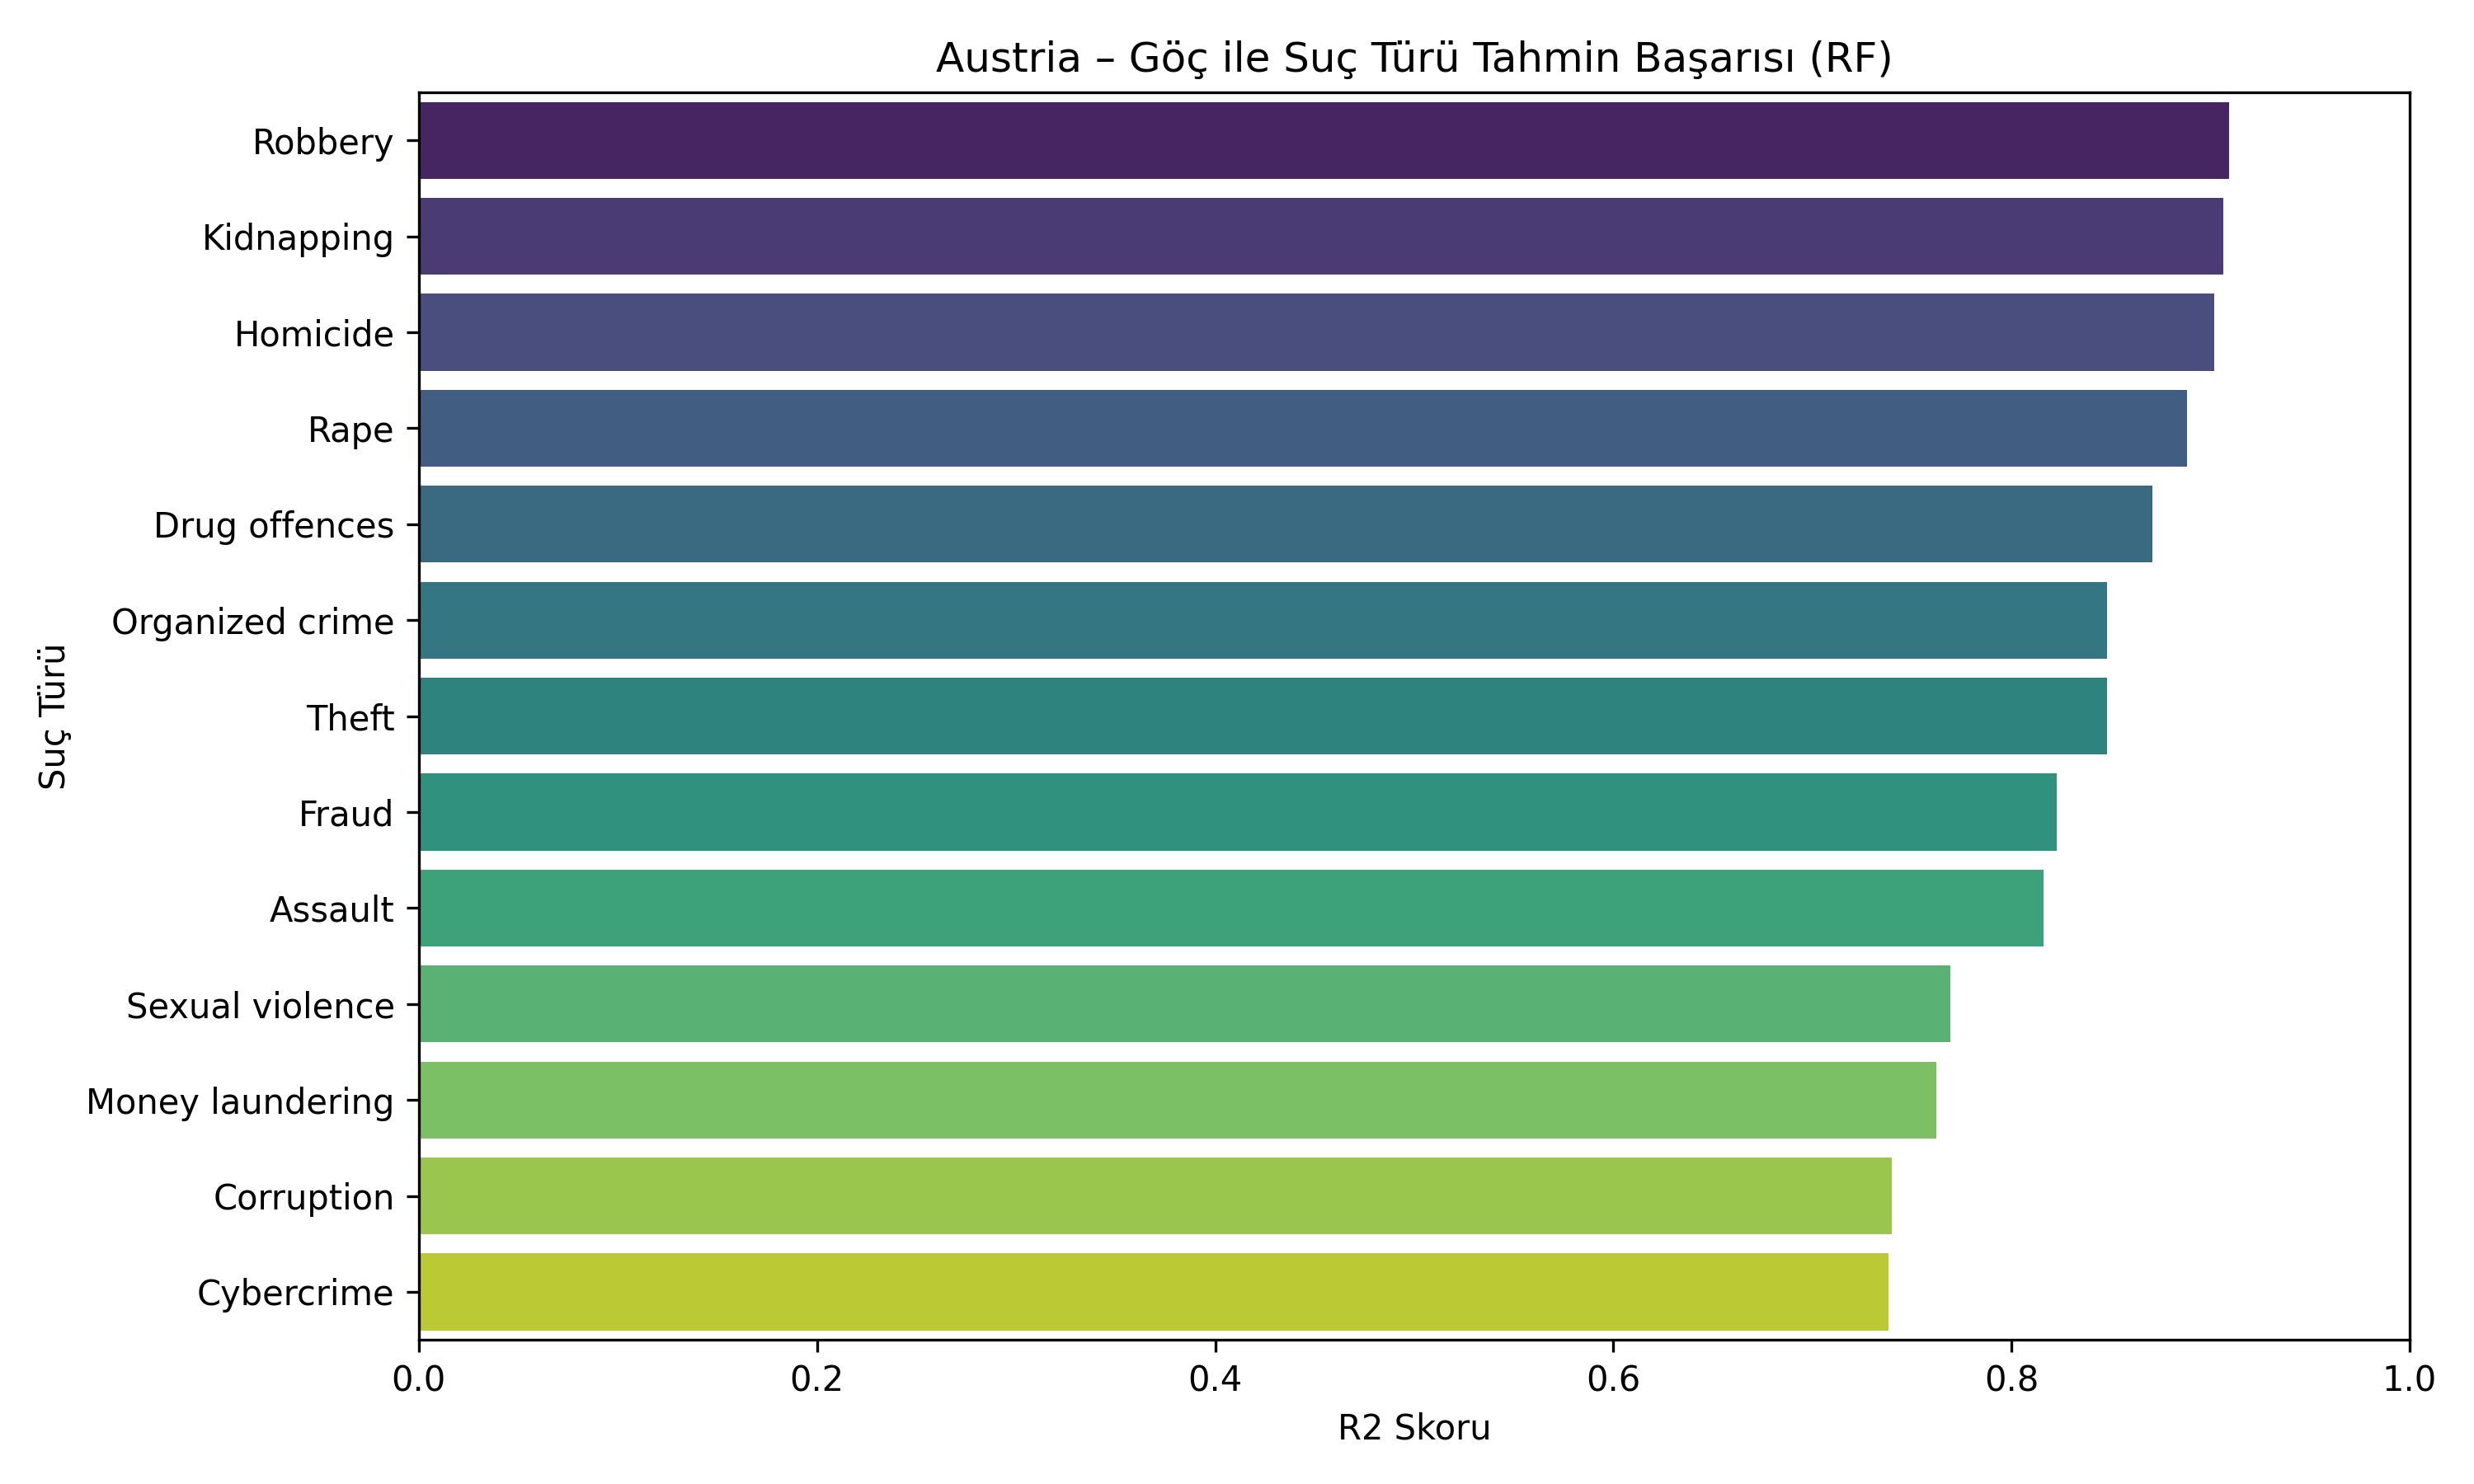 Austria – Göç ile Suç Türü Tahmin Başarısı (RF)
Robbery
Kidnapping
Homicide
Rape
Drug offences
Organized crime
Theft
Fraud
Assault
Sexual violence
Money laundering
Corruption
Cybercrime
Suç Türü
0.0 0.2 0.4 0.6 0.8 1.0
R2 Skoru